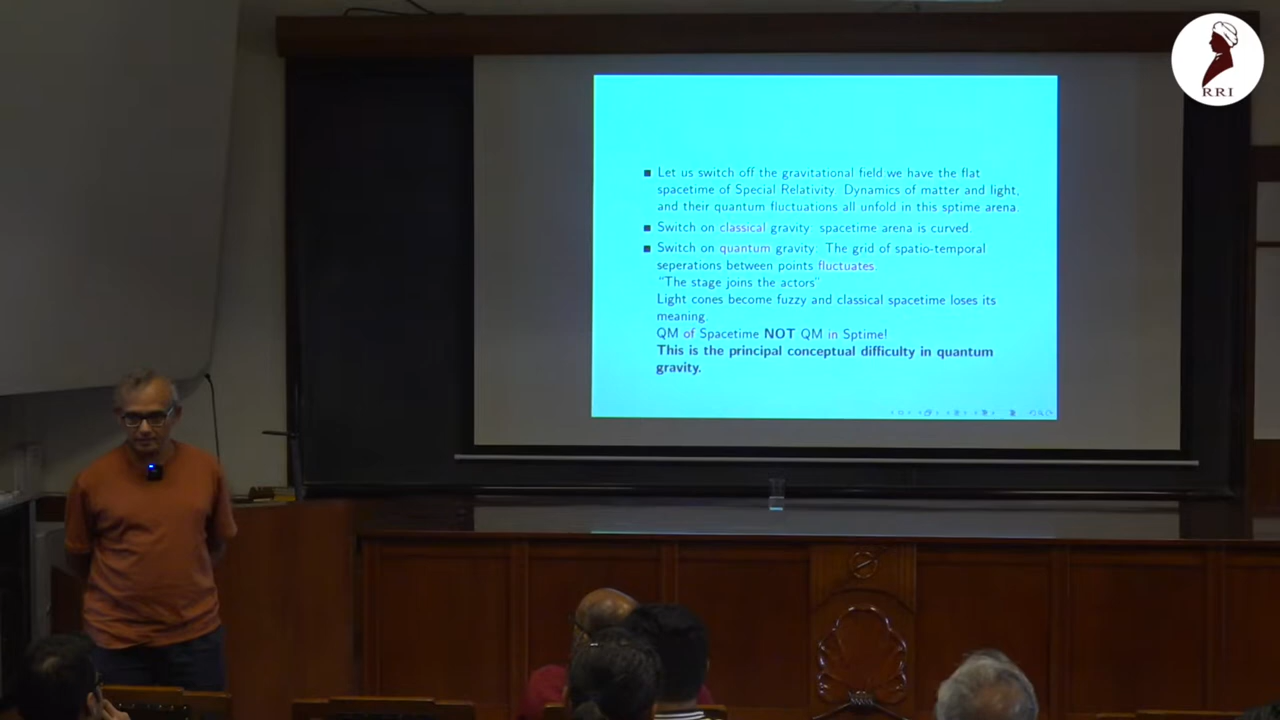 RRI
Let us switch off the gravitational field we have the flat
spacetime of Special Relativity. Dynamics of matter and light,
and their quantum fluctuations all unfold in this sptime arena.
Switch on classical gravity: spacetime arena is curved.
Switch on quantum gravity: The grid of spatio-temporal
seperations between points fluctuates.
"The stage joins the actors"
Light cones become fuzzy and classical spacetime loses its
meaning.
QM of Spacetime NOT QM in Sptime!
This is the principal conceptual difficulty in quantum
gravity.